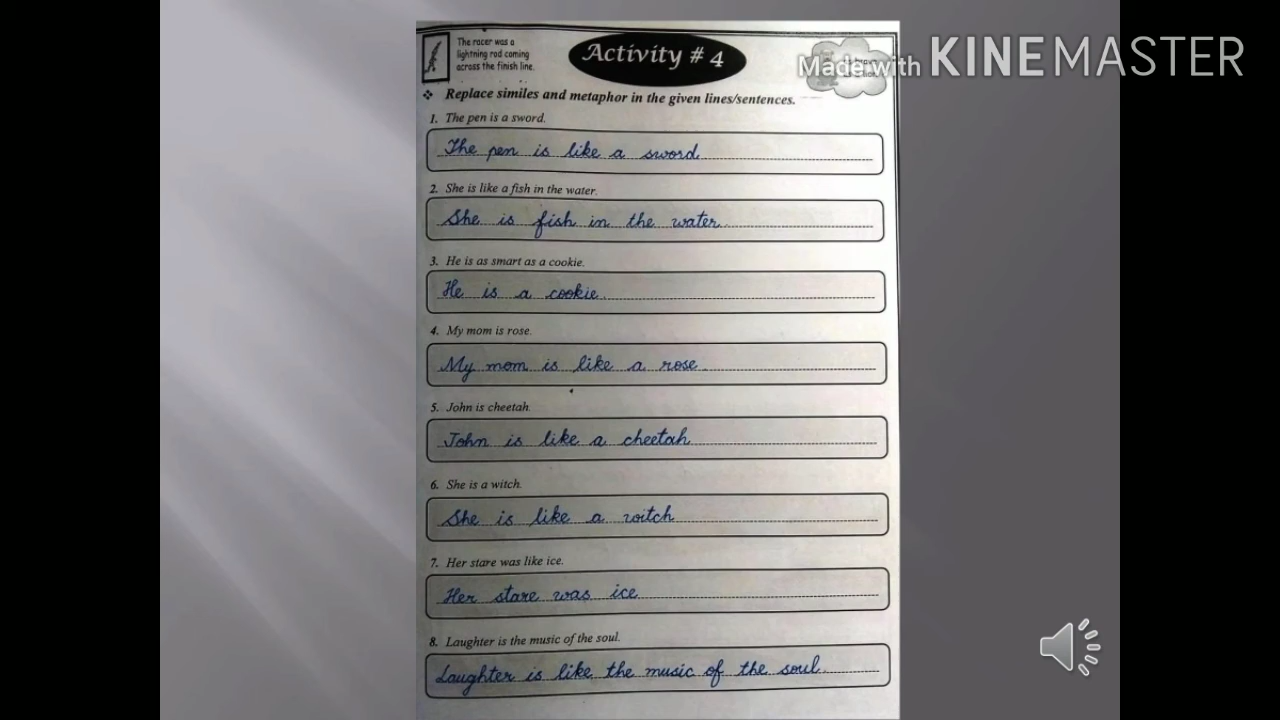 The racer was a
lightning rod coming
across the finish line.
Activity # 4
Made with KINEMASTER
❖ Replace similes and metaphor in the given lines/sentences.
1. The pen is a sword.
The pen is like a sword
2. She is like a fish in the water.
She is fish in the water
3. He is as smart as a cookie.
He is a cookie.
4. My mom is rose.
My mom is like a rose
5. John is cheetah.
John is like a cheetah
6. She is a witch.
She is like a witch
7. Her stare was like ice.
Her stare was ice
8. Laughter is the music of the soul.
Laughter is like the music of the soul.